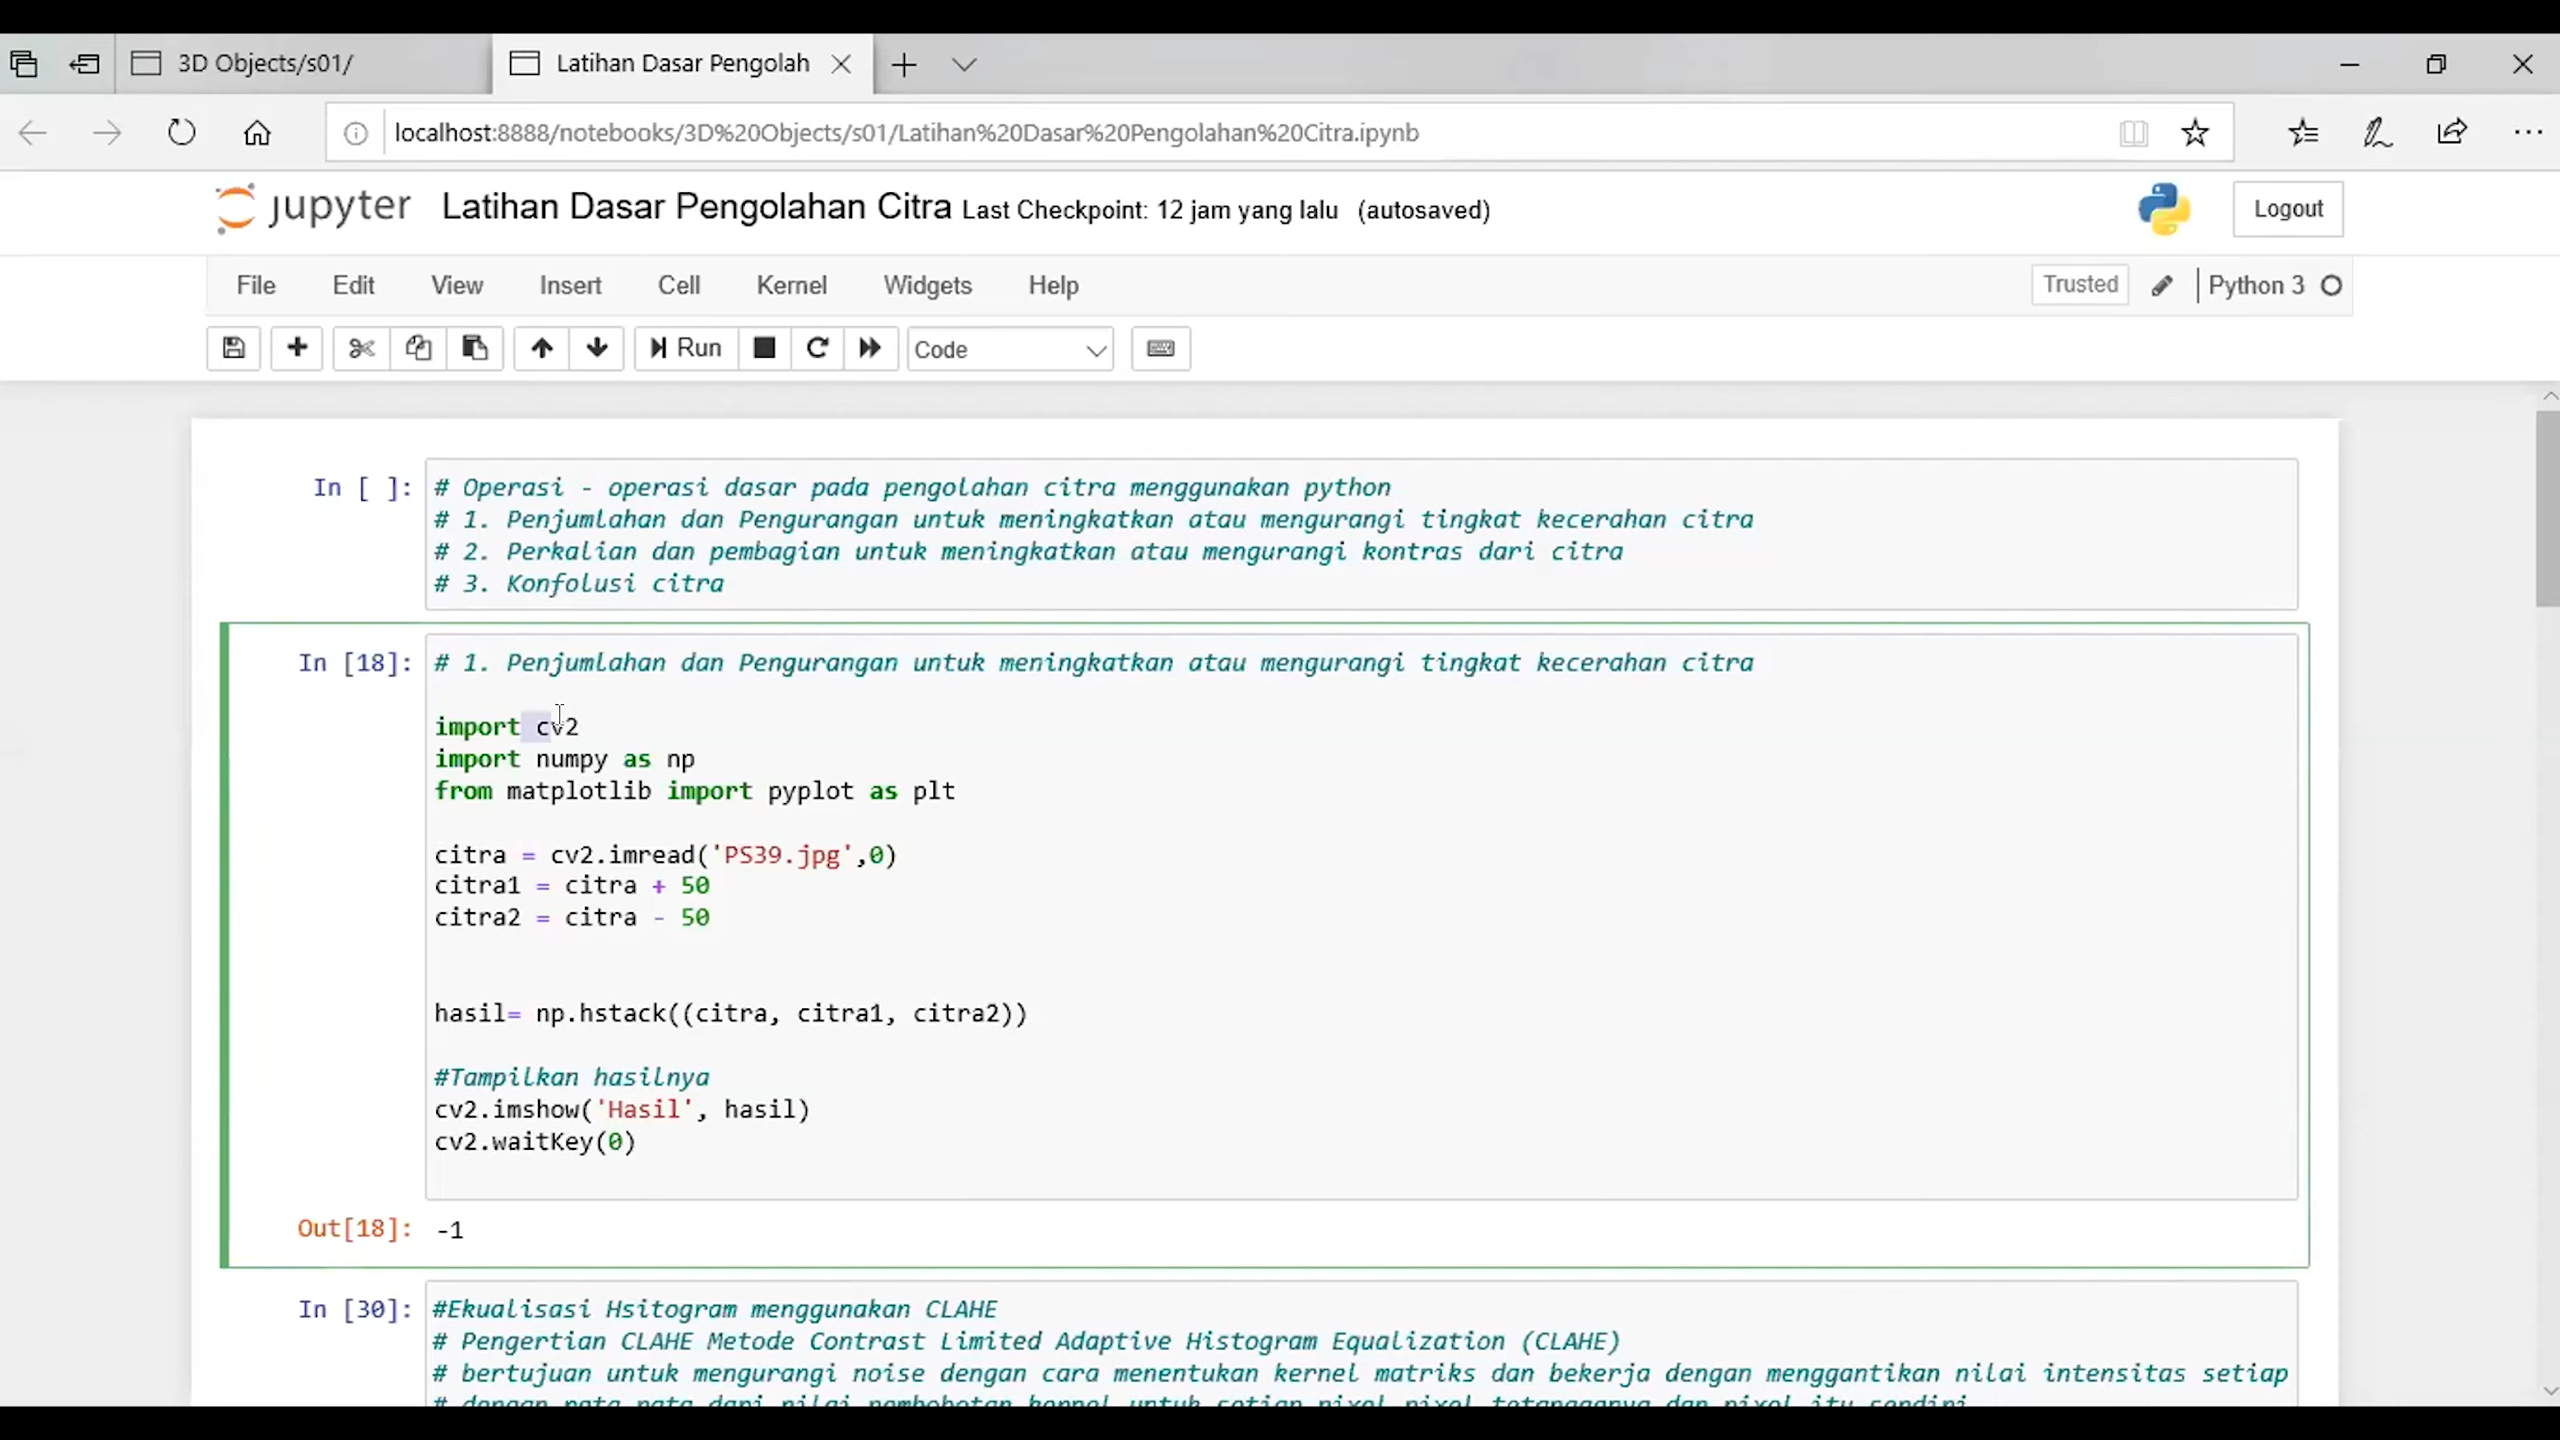 3D Objects/s01/
Latihan Dasar Pengolah
localhost:8888/notebooks/3D%20Objects/s01/Latihan%20Dasar%20Pengolahan%20Citra.ipynb
jupyter Latihan Dasar Pengolahan Citra Last Checkpoint: 12 jam yang lalu (autosaved)
Logout
File Edit View Insert Cell Kernel Widgets Help
Trusted Python 3
Run Code
In [ ]: # Operasi - operasi dasar pada pengolahan citra menggunakan python
# 1. Penjumlahan dan Pengurangan untuk meningkatkan atau mengurangi tingkat kecerahan citra
# 2. Perkalian dan pembagian untuk meningkatkan atau mengurangi kontras dari citra
# 3. Konfolusi citra
In [18]: # 1. Penjumlahan dan Pengurangan untuk meningkatkan atau mengurangi tingkat kecerahan citra
import cv2
import numpy as np
from matplotlib import pyplot as plt
citra = cv2.imread('PS39.jpg',0)
citra1 = citra + 50
citra2 = citra - 50
hasil= np.hstack((citra, citra1, citra2))
#Tampilkan hasilnya
cv2.imshow('Hasil', hasil)
cv2.waitKey(0)
Out[18]: -1
In [30]: #Ekualisasi Hsitogram menggunakan CLAHE
# Pengertian CLAHE Metode Contrast Limited Adaptive Histogram Equalization (CLAHE)
# bertujuan untuk mengurangi noise dengan cara menentukan kernel matriks dan bekerja dengan menggantikan nilai intensitas setiap